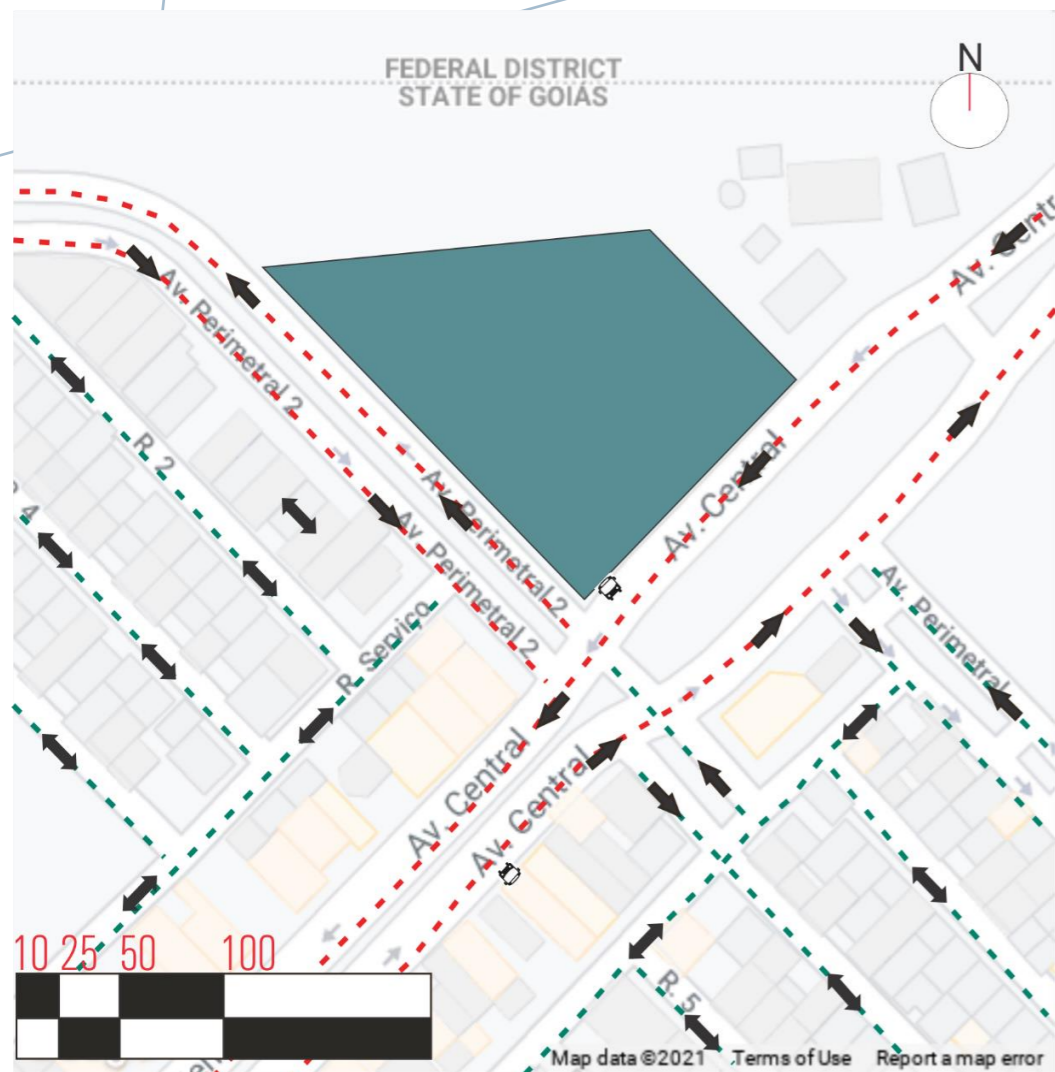 FEDERAL DISTRICT
STATE OF GOIÁS
N
Av. Central
Av. Perimetral 2
R. 2
Av. Central
R. 4
Av. Perimetral 2
Av. Perimetral 2
Av. Perimetral
R. Serviço
Av. Central
Av. Central
10 25 50 100
R. 5
Map data ©2021 Terms of Use Report a map error